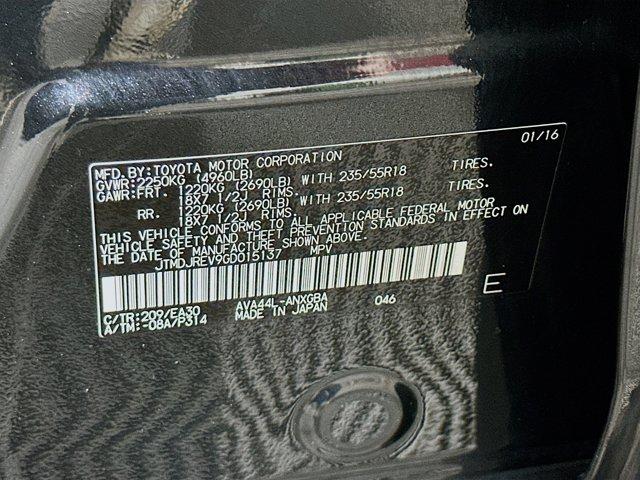 MFD. BY: TOYOTA MOTOR CORPORATION 01/16
GVWR: 2250KG (4960LB)
GAWR: FRT. 1220KG (2690LB) WITH 235/55R18 TIRES.
18X7 1/2J RIMS.
RR. 1220KG (2690LB) WITH 235/55R18 TIRES.
18X7 1/2J RIMS.
THIS VEHICLE CONFORMS TO ALL APPLICABLE FEDERAL MOTOR
VEHICLE SAFETY AND THEFT PREVENTION STANDARDS IN EFFECT ON
THE DATE OF MANUFACTURE SHOWN ABOVE.
JTMDJREV9GD015137 MPV
C/TR: 209/EA30 AVA44L-ANXGBA 046 E
A/TM: -08A/P314 MADE IN JAPAN